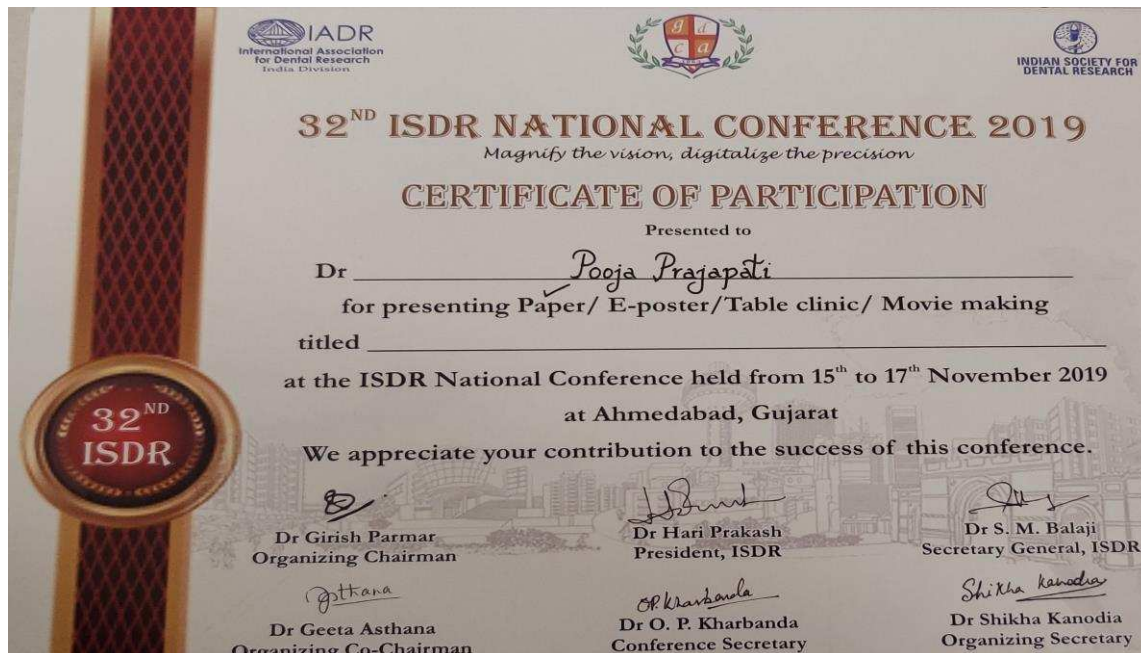 IADR
International Association
for Dental Research
India Division
g d
c a
INDIAN SOCIETY FOR
DENTAL RESEARCH
32ND ISDR NATIONAL CONFERENCE 2019
Magnify the vision, digitalize the precision
CERTIFICATE OF PARTICIPATION
Presented to
Dr Pooja Prajapati
for presenting Paper/ E-poster/Table clinic/ Movie making
titled
at the ISDR National Conference held from 15th to 17th November 2019
at Ahmedabad, Gujarat
We appreciate your contribution to the success of this conference.
32ND
ISDR
Dr Girish Parmar
Organizing Chairman
Dr Hari Prakash
President, ISDR
Dr S. M. Balaji
Secretary General, ISDR
Dr Geeta Asthana
Organizing Co-Chairman
O.P. Kharbanda
Dr O. P. Kharbanda
Conference Secretary
Shikha Kanodia
Dr Shikha Kanodia
Organizing Secretary